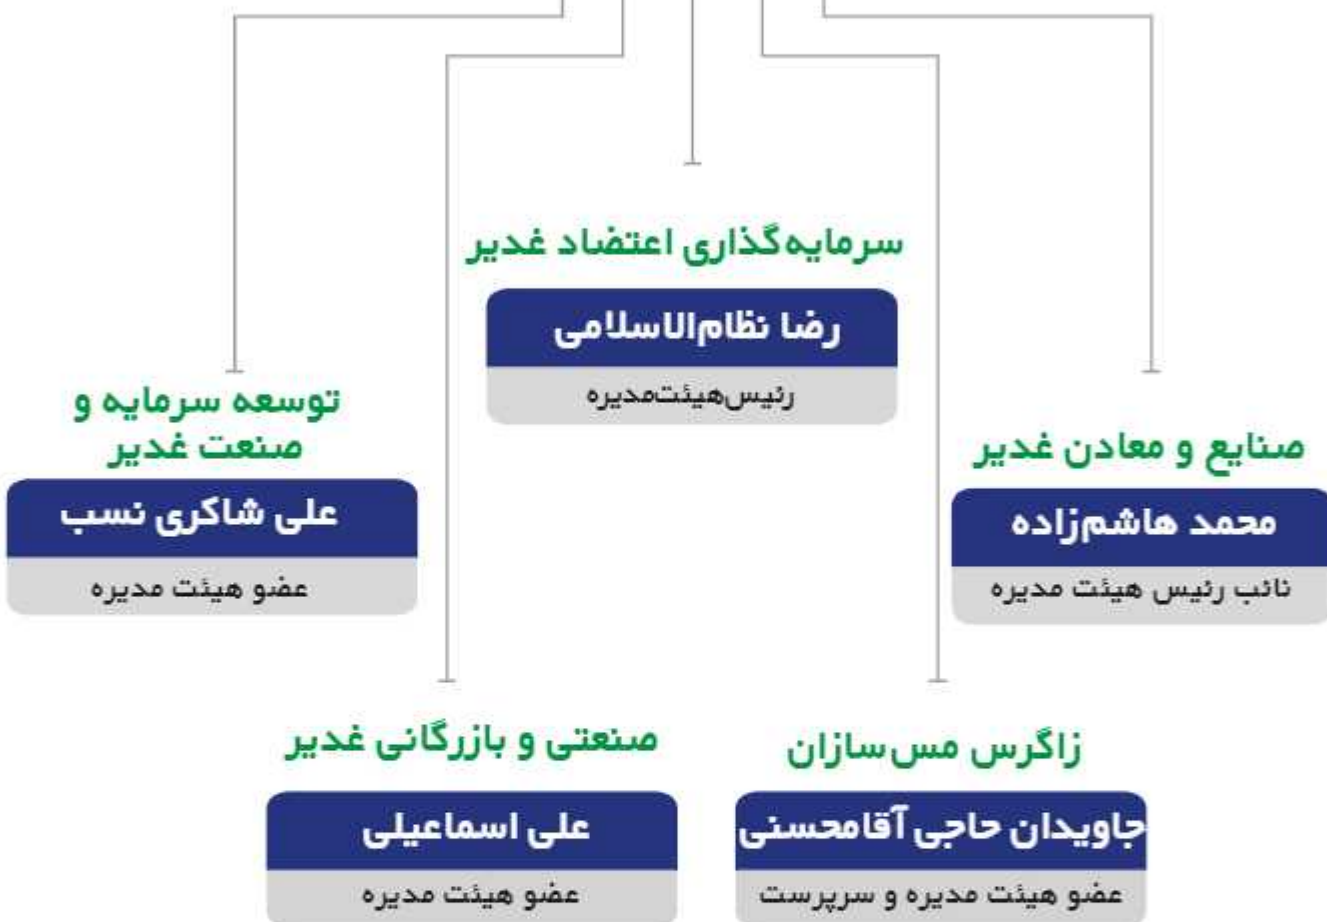 سرمایه‌گذاری اعتضاد غدیر
رضا نظام‌الاسلامی
رئیس‌هیئت‌مدیره
صنایع و معادن غدیر
محمد هاشم‌زاده
نائب رئیس هیئت مدیره
توسعه سرمایه و
صنعت غدیر
علی شاکری نسب
عضو هیئت مدیره
زاگرس مس‌سازان
جاویدان حاجی آقامحسنی
عضو هیئت مدیره و سرپرست
صنعتی و بازرگانی غدیر
علی اسماعیلی
عضو هیئت مدیره